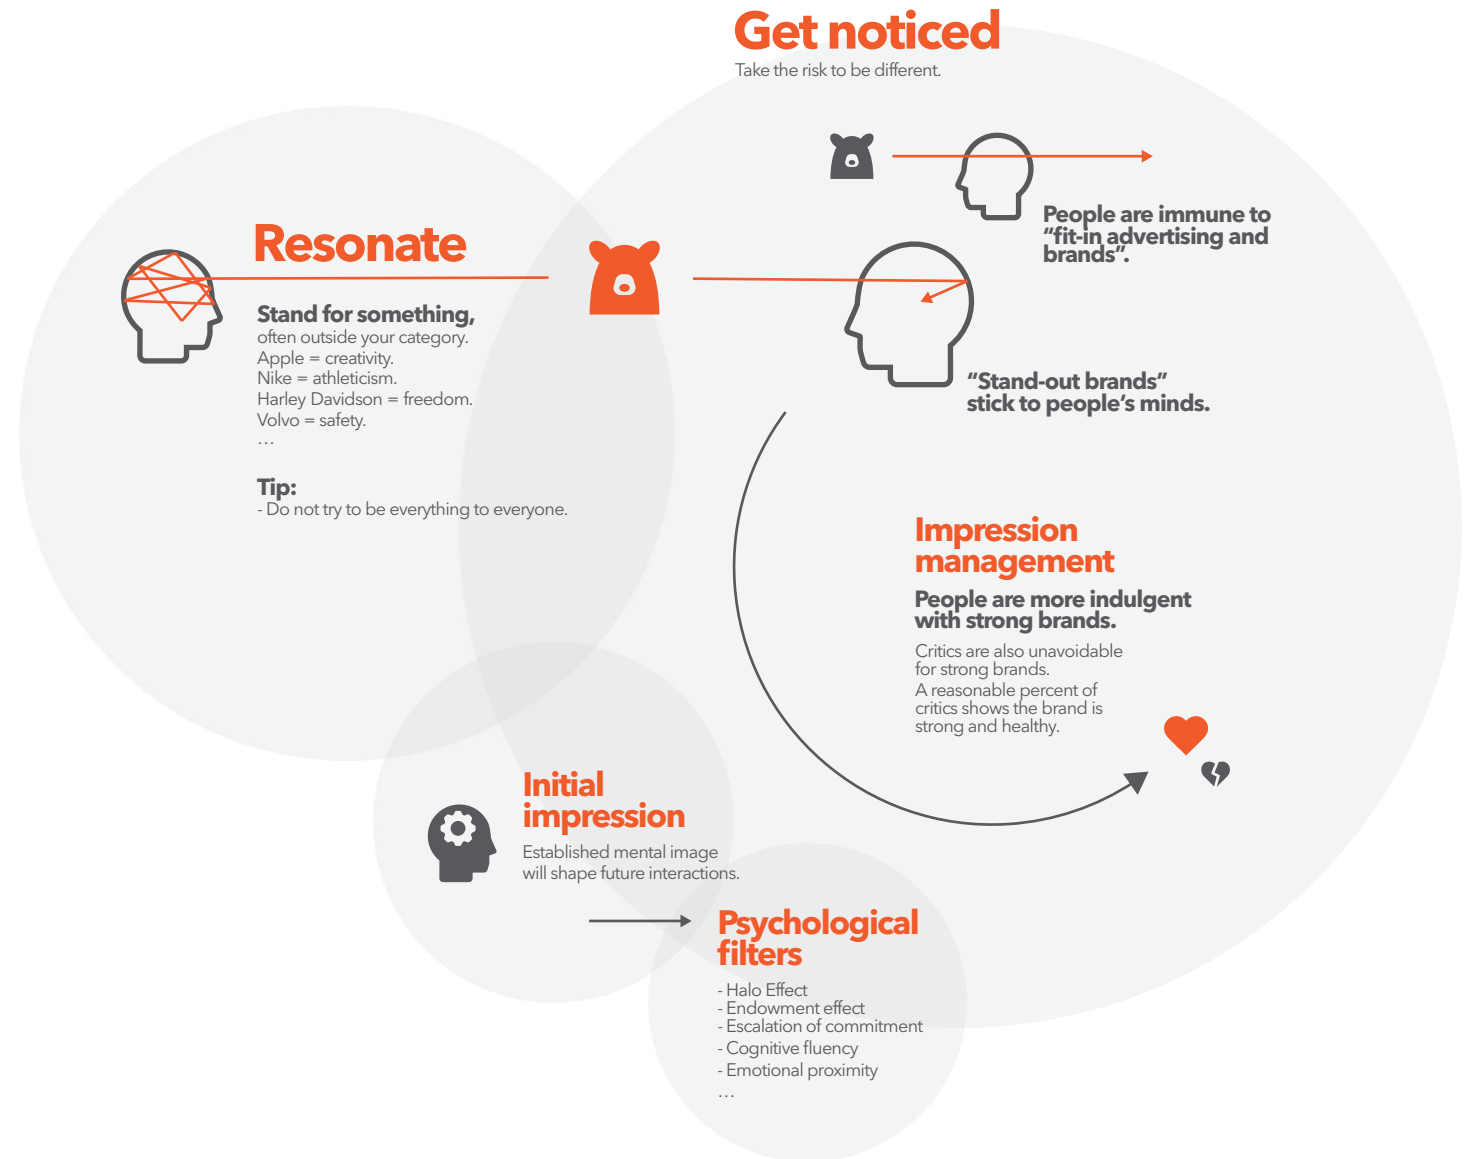 Get noticed
Take the risk to be different.
People are immune to
“fit-in advertising and
brands”.
Resonate
Stand for something,
often outside your category.
Apple = creativity.
Nike = athleticism.
Harley Davidson = freedom.
Volvo = safety.
…
Tip:
- Do not try to be everything to everyone.
“Stand-out brands”
stick to people’s minds.
Impression
management
People are more indulgent
with strong brands.
Critics are also unavoidable
for strong brands.
A reasonable percent of
critics shows the brand is
strong and healthy.
Initial
impression
Established mental image
will shape future interactions.
Psychological
filters
- Halo Effect
- Endowment effect
- Escalation of commitment
- Cognitive fluency
- Emotional proximity
…